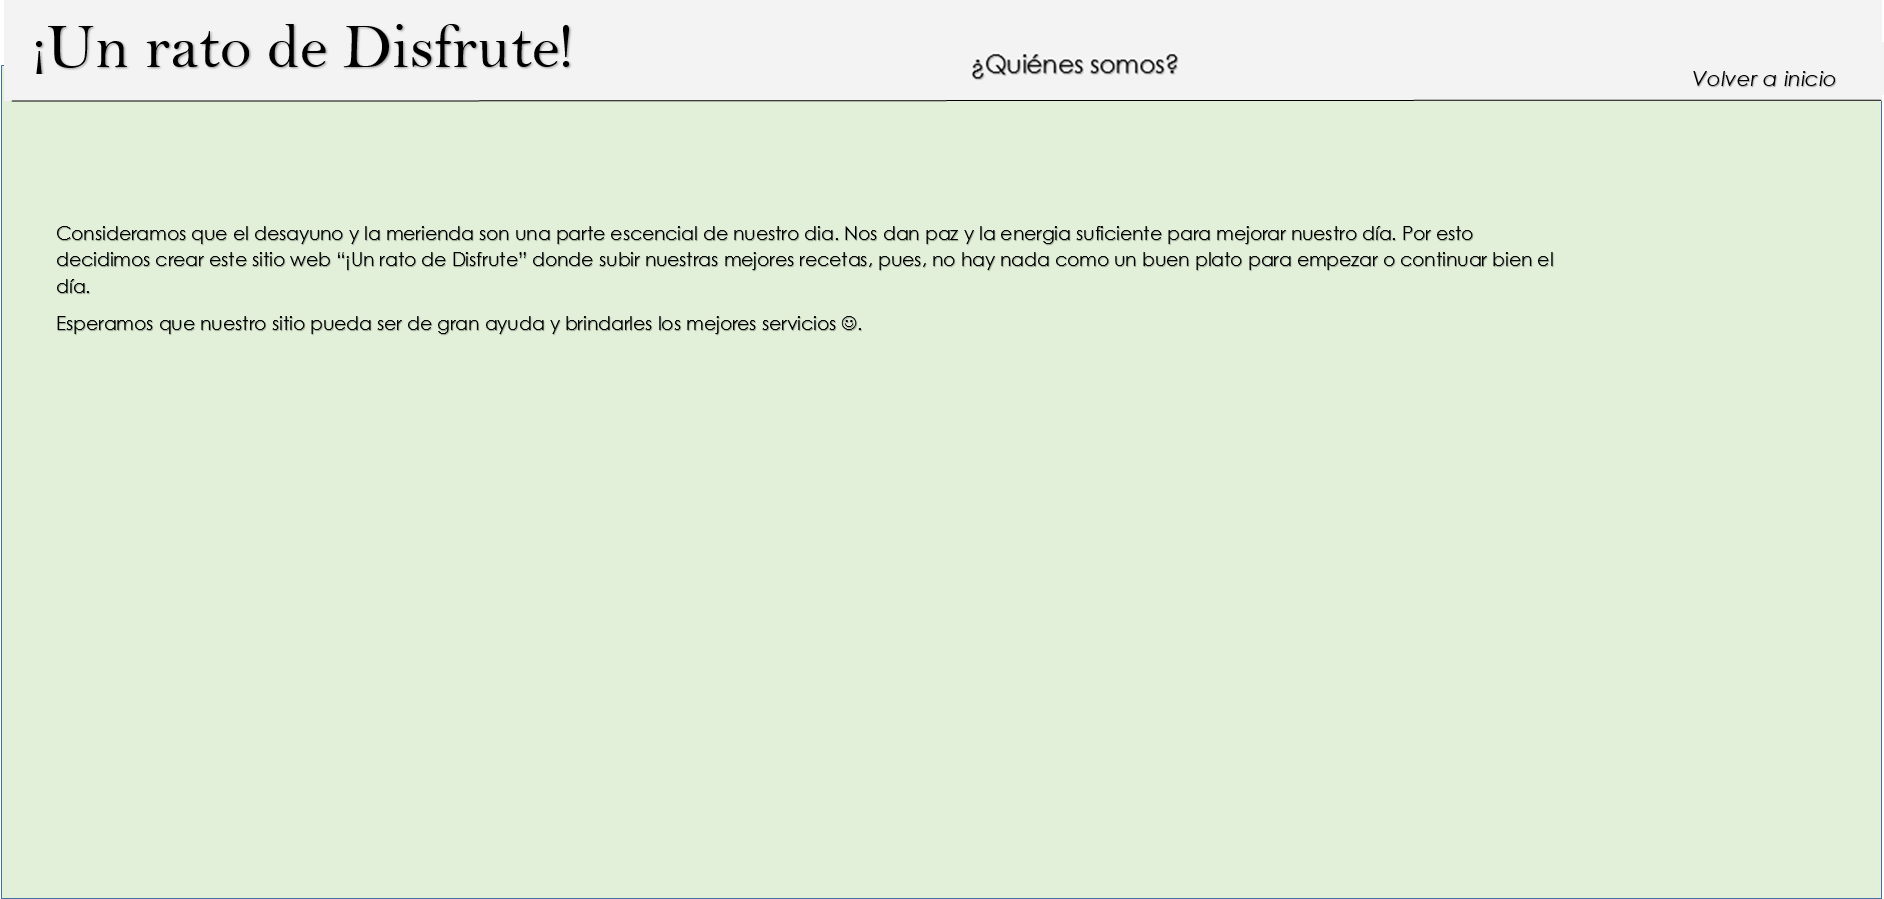 ¡Un rato de Disfrute!
¿Quiénes somos?
Volver a inicio
Consideramos que el desayuno y la merienda son una parte escencial de nuestro dia. Nos dan paz y la energia suficiente para mejorar nuestro día. Por esto
decidimos crear este sitio web “¡Un rato de Disfrute” donde subir nuestras mejores recetas, pues, no hay nada como un buen plato para empezar o continuar bien el
día.
Esperamos que nuestro sitio pueda ser de gran ayuda y brindarles los mejores servicios ☺.